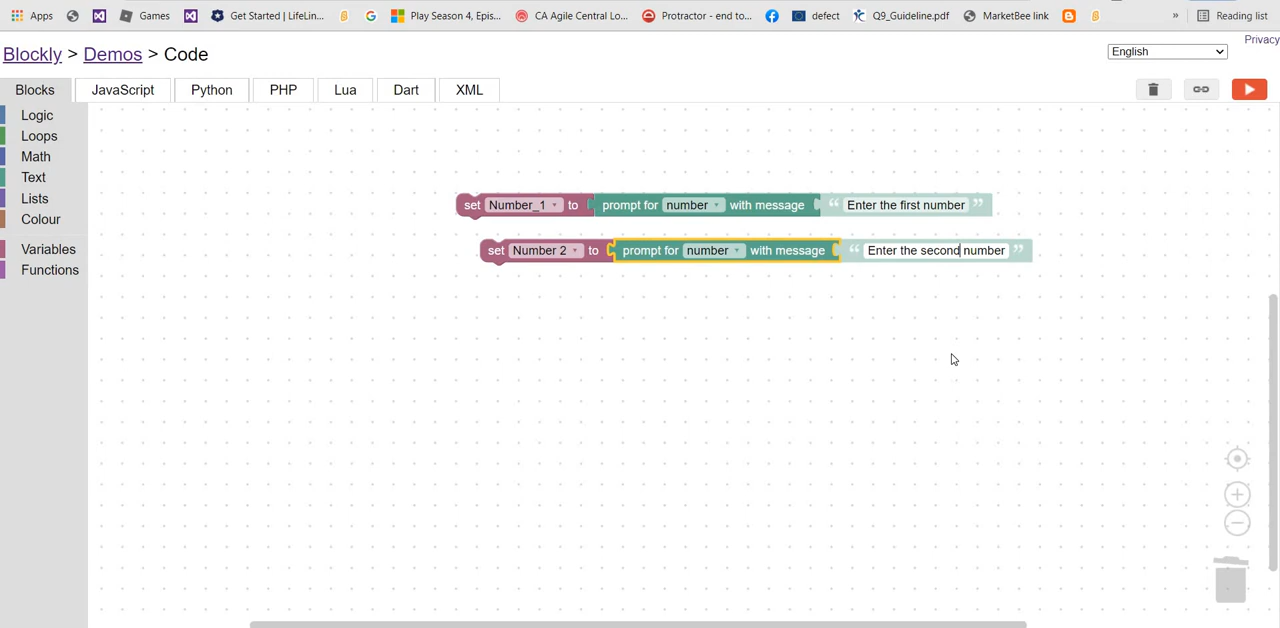 Apps Games Get Started | LifeLin... Play Season 4, Epis... CA Agile Central Lo... Protractor - end to... defect Q9_Guideline.pdf MarketBee link » Reading list
Privacy
Blockly > Demos > Code English
Blocks JavaScript Python PHP Lua Dart XML
Logic
Loops
Math
Text
Lists
Colour
Variables
Functions
set Number_1 to prompt for number with message “ Enter the first number ”
set Number 2 to prompt for number with message “ Enter the second number ”